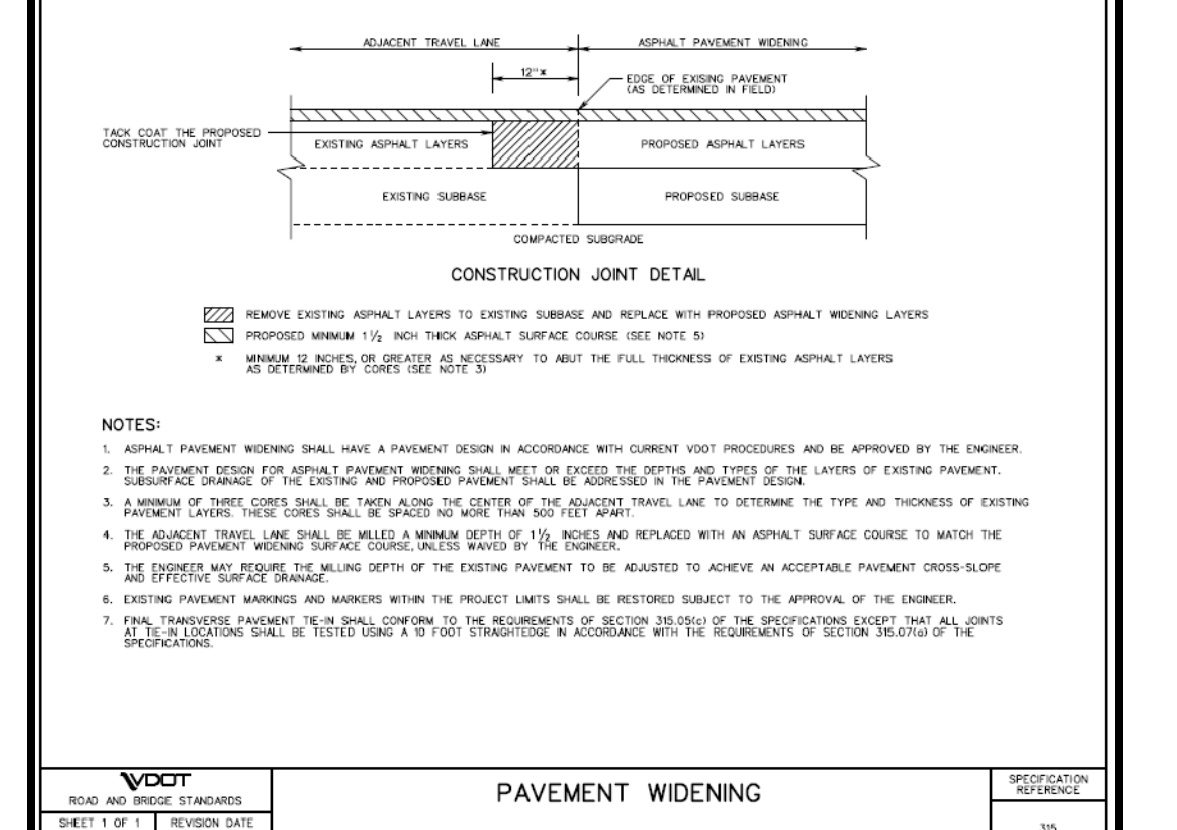 ADJACENT TRAVEL LANE
ASPHALT PAVEMENT WIDENING
12"*
EDGE OF EXISING PAVEMENT
(AS DETERMINED IN FIELD)
TACK COAT THE PROPOSED
CONSTRUCTION JOINT
EXISTING ASPHALT LAYERS
PROPOSED ASPHALT LAYERS
EXISTING SUBBASE
PROPOSED SUBBASE
COMPACTED SUBGRADE
CONSTRUCTION JOINT DETAIL
REMOVE EXISTING ASPHALT LAYERS TO EXISTING SUBBASE AND REPLACE WITH PROPOSED ASPHALT WIDENING LAYERS
PROPOSED MINIMUM 1½ INCH THICK ASPHALT SURFACE COURSE (SEE NOTE 5)
* MINIMUM 12 INCHES, OR GREATER AS NECESSARY TO ABUT THE FULL THICKNESS OF EXISTING ASPHALT LAYERS
AS DETERMINED BY CORES (SEE NOTE 3)
NOTES:
1. ASPHALT PAVEMENT WIDENING SHALL HAVE A PAVEMENT DESIGN IN ACCORDANCE WITH CURRENT VDOT PROCEDURES AND BE APPROVED BY THE ENGINEER.
2. THE PAVEMENT DESIGN FOR ASPHALT PAVEMENT WIDENING SHALL MEET OR EXCEED THE DEPTHS AND TYPES OF THE LAYERS OF EXISTING PAVEMENT.
SUBSURFACE DRAINAGE OF THE EXISTING AND PROPOSED PAVEMENT SHALL BE ADDRESSED IN THE PAVEMENT DESIGN.
3. A MINIMUM OF THREE CORES SHALL BE TAKEN ALONG THE CENTER OF THE ADJACENT TRAVEL LANE TO DETERMINE THE TYPE AND THICKNESS OF EXISTING
PAVEMENT LAYERS. THESE CORES SHALL BE SPACED NO MORE THAN 500 FEET APART.
4. THE ADJACENT TRAVEL LANE SHALL BE MILLED A MINIMUM DEPTH OF 1½ INCHES AND REPLACED WITH AN ASPHALT SURFACE COURSE TO MATCH THE
PROPOSED PAVEMENT WIDENING SURFACE COURSE, UNLESS WAIVED BY THE ENGINEER.
5. THE ENGINEER MAY REQUIRE THE MILLING DEPTH OF THE EXISTING PAVEMENT TO BE ADJUSTED TO ACHIEVE AN ACCEPTABLE PAVEMENT CROSS-SLOPE
AND EFFECTIVE SURFACE DRAINAGE.
6. EXISTING PAVEMENT MARKINGS AND MARKERS WITHIN THE PROJECT LIMITS SHALL BE RESTORED SUBJECT TO THE APPROVAL OF THE ENGINEER.
7. FINAL TRANSVERSE PAVEMENT TIE-IN SHALL CONFORM TO THE REQUIREMENTS OF SECTION 315.05(c) OF THE SPECIFICATIONS EXCEPT THAT ALL JOINTS
AT TIE-IN LOCATIONS SHALL BE TESTED USING A 10 FOOT STRAIGHTEDGE IN ACCORDANCE WITH THE REQUIREMENTS OF SECTION 315.07(a) OF THE
SPECIFICATIONS.
VDOT
ROAD AND BRIDGE STANDARDS
SHEET 1 OF 1
REVISION DATE
PAVEMENT WIDENING
SPECIFICATION
REFERENCE
315